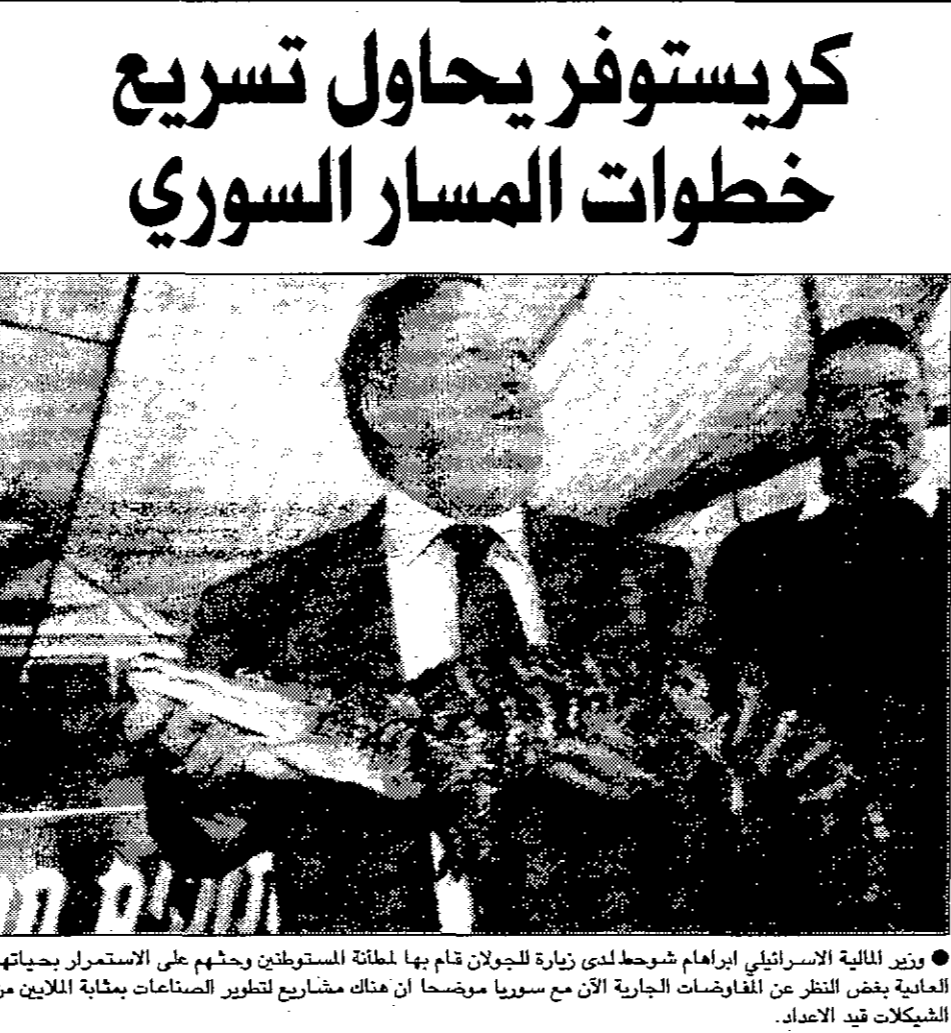 كريستوفر يحاول تسريع
خطوات المسار السوري
● وزير المالية الاسرائيلي ابراهام شوحط لدى زيارة للجولان قام بها لطمأنة المستوطنين وحثهم على الاستمرار بحياتهم
العادية بغض النظر عن المفاوضات الجارية الآن مع سوريا موضحا ان هناك مشاريع لتطوير الصناعات بمثابة الملايين من
الشيكلات قيد الاعداد.